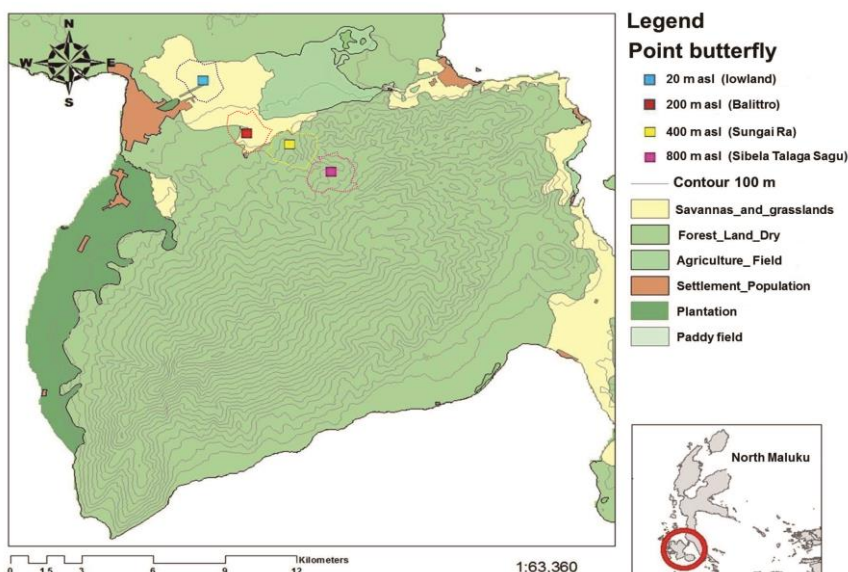 N
W E
S
Legend
Point butterfly
20 m asl (lowland)
200 m asl (Balittro)
400 m asl (Sungai Ra)
800 m asl (Sibela Talaga Sagu)
Contour 100 m
Savannas_and_grasslands
Forest_Land_Dry
Agriculture_Field
Settlement_Population
Plantation
Paddy field
North Maluku
Kilometers
0 1.5 3 6 9 12
1:63,360